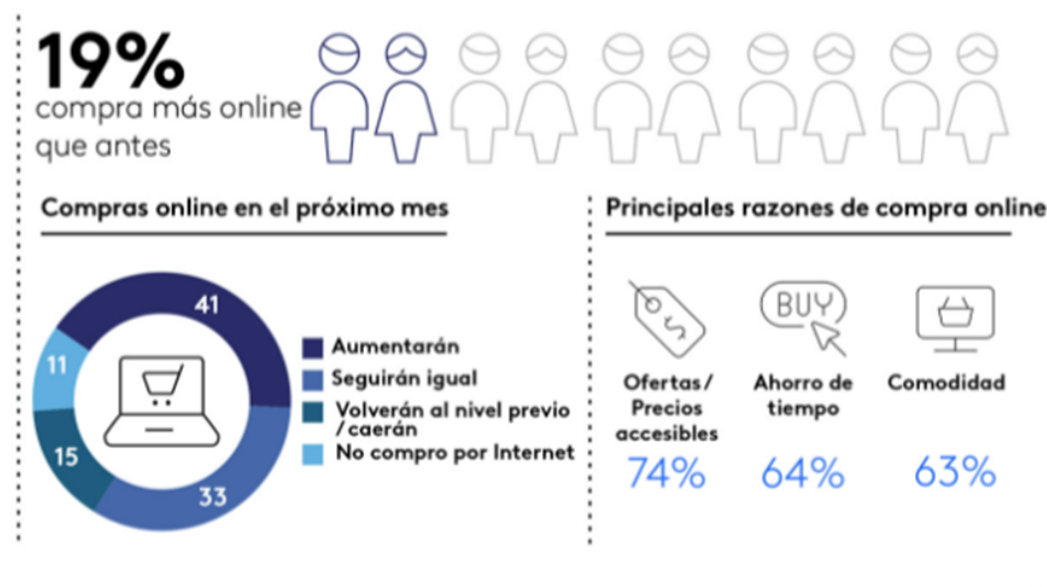 19%
compra más online
que antes
Compras online en el próximo mes
41
11
15
33
Aumentarán
Seguirán igual
Volverán al nivel previo
/caerán
No compro por Internet
Principales razones de compra online
$
BUY
Ofertas/
Precios
accesibles
74%
Ahorro de
tiempo
64%
Comodidad
63%